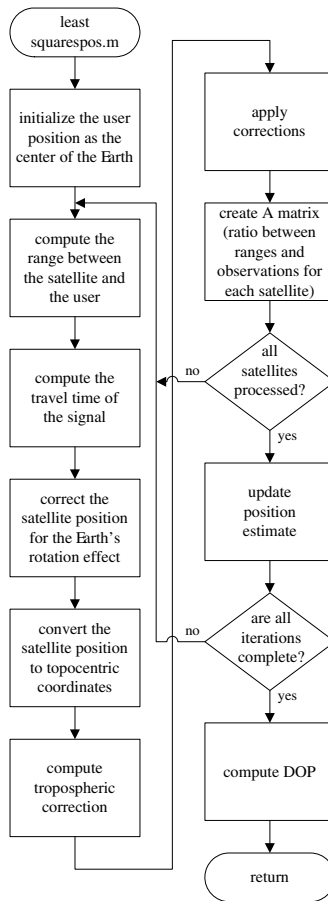 least
squarespos.m
initialize the user
position as the
center of the Earth
compute the
range between
the satellite and
the user
compute the
travel time of
the signal
correct the
satellite position
for the Earth's
rotation effect
convert the
satellite position
to topocentric
coordinates
compute
tropospheric
correction
apply
corrections
create A matrix
(ratio between
ranges and
observations for
each satellite)
all
satellites
processed?
no
yes
update
position
estimate
are all
iterations
complete?
no
yes
compute DOP
return